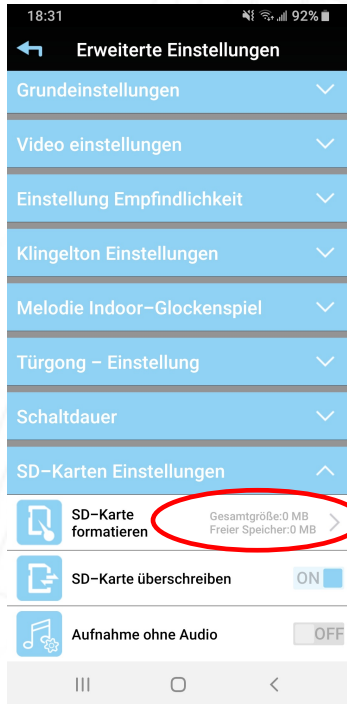 18:31
92%
Erweiterte Einstellungen
Grundeinstellungen
Video einstellungen
Einstellung Empfindlichkeit
Klingelton Einstellungen
Melodie Indoor-Glockenspiel
Türgong – Einstellung
Schaltdauer
SD-Karten Einstellungen
SD-Karte
formatieren
Gesamtgröße:0 MB
Freier Speicher:0 MB
SD-Karte überschreiben
ON
Aufnahme ohne Audio
OFF